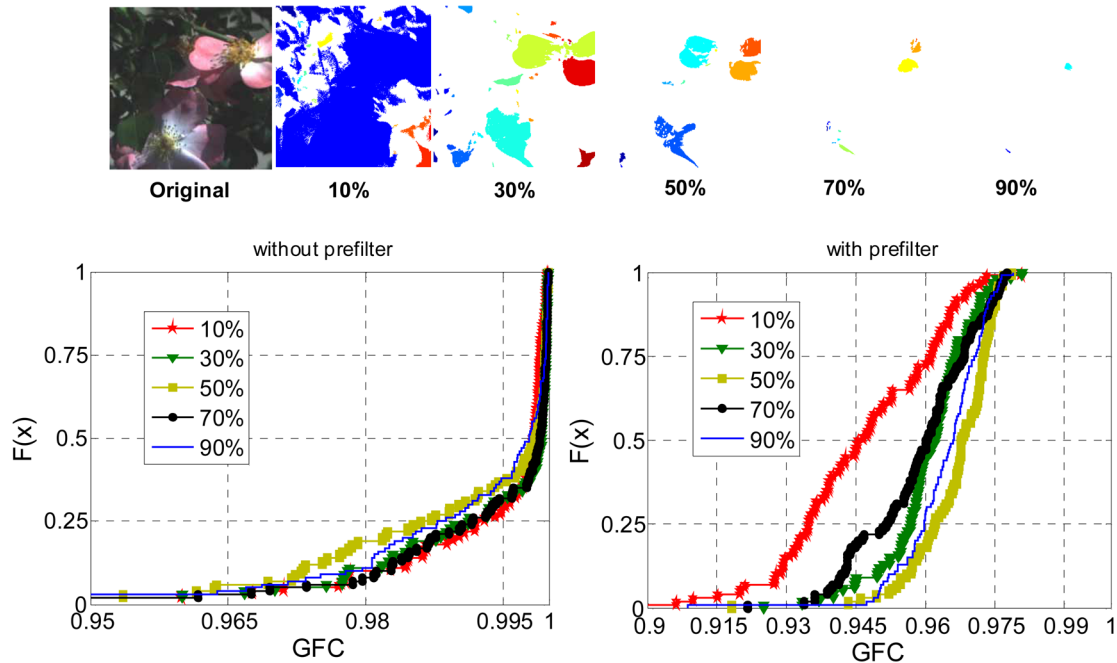 Original 10% 30% 50% 70% 90%
without prefilter
1
0.75
0.5
0.25
0
F(x)
10%
30%
50%
70%
90%
0.95 0.965 0.98 0.995 1
GFC
with prefilter
1
0.75
0.5
0.25
0
F(x)
10%
30%
50%
70%
90%
0.9 0.915 0.93 0.945 0.96 0.975 0.99 1
GFC